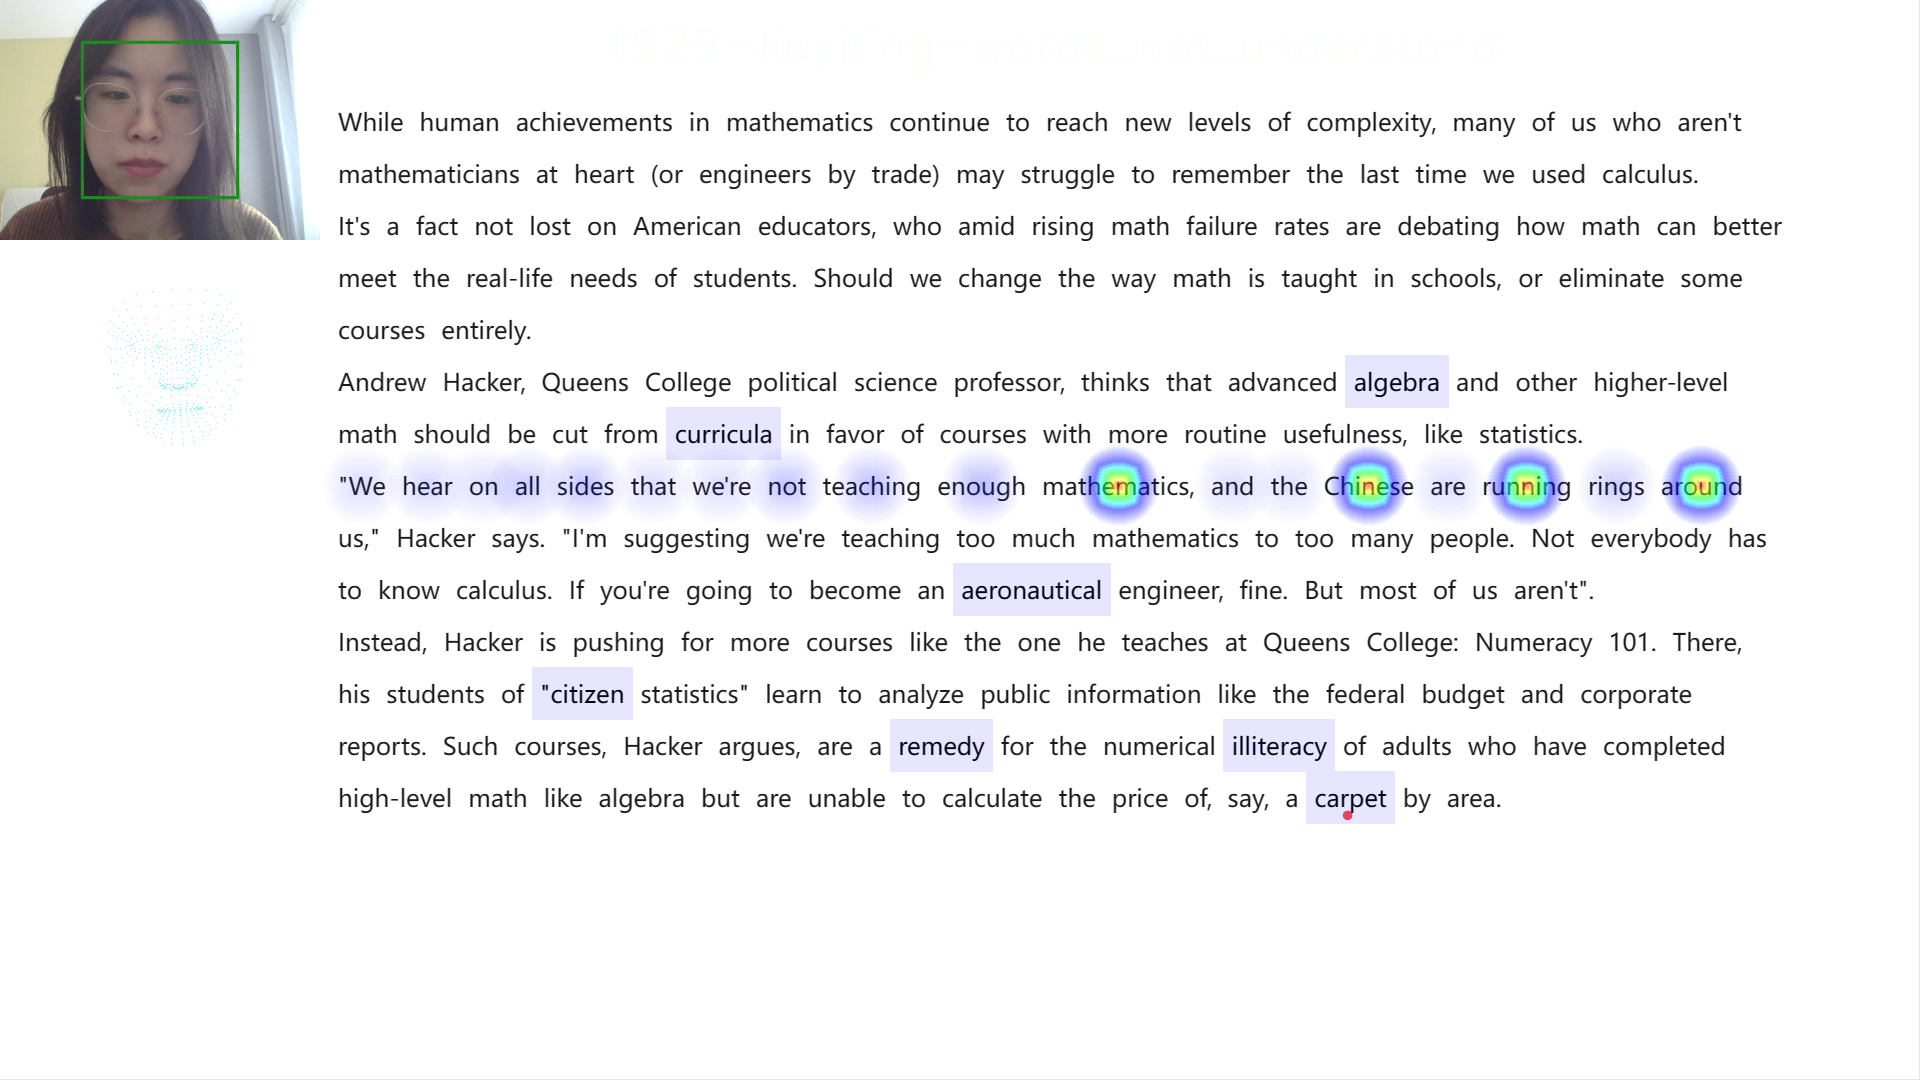 1929-liuyiting-words_not_understand
While human achievements in mathematics continue to reach new levels of complexity, many of us who aren't
mathematicians at heart (or engineers by trade) may struggle to remember the last time we used calculus.
It's a fact not lost on American educators, who amid rising math failure rates are debating how math can better
meet the real-life needs of students. Should we change the way math is taught in schools, or eliminate some
courses entirely.
Andrew Hacker, Queens College political science professor, thinks that advanced algebra and other higher-level
math should be cut from curricula in favor of courses with more routine usefulness, like statistics.
"We hear on all sides that we're not teaching enough mathematics, and the Chinese are running rings around
us," Hacker says. "I'm suggesting we're teaching too much mathematics to too many people. Not everybody has
to know calculus. If you're going to become an aeronautical engineer, fine. But most of us aren't".
Instead, Hacker is pushing for more courses like the one he teaches at Queens College: Numeracy 101. There,
his students of "citizen statistics" learn to analyze public information like the federal budget and corporate
reports. Such courses, Hacker argues, are a remedy for the numerical illiteracy of adults who have completed
high-level math like algebra but are unable to calculate the price of, say, a carpet by area.